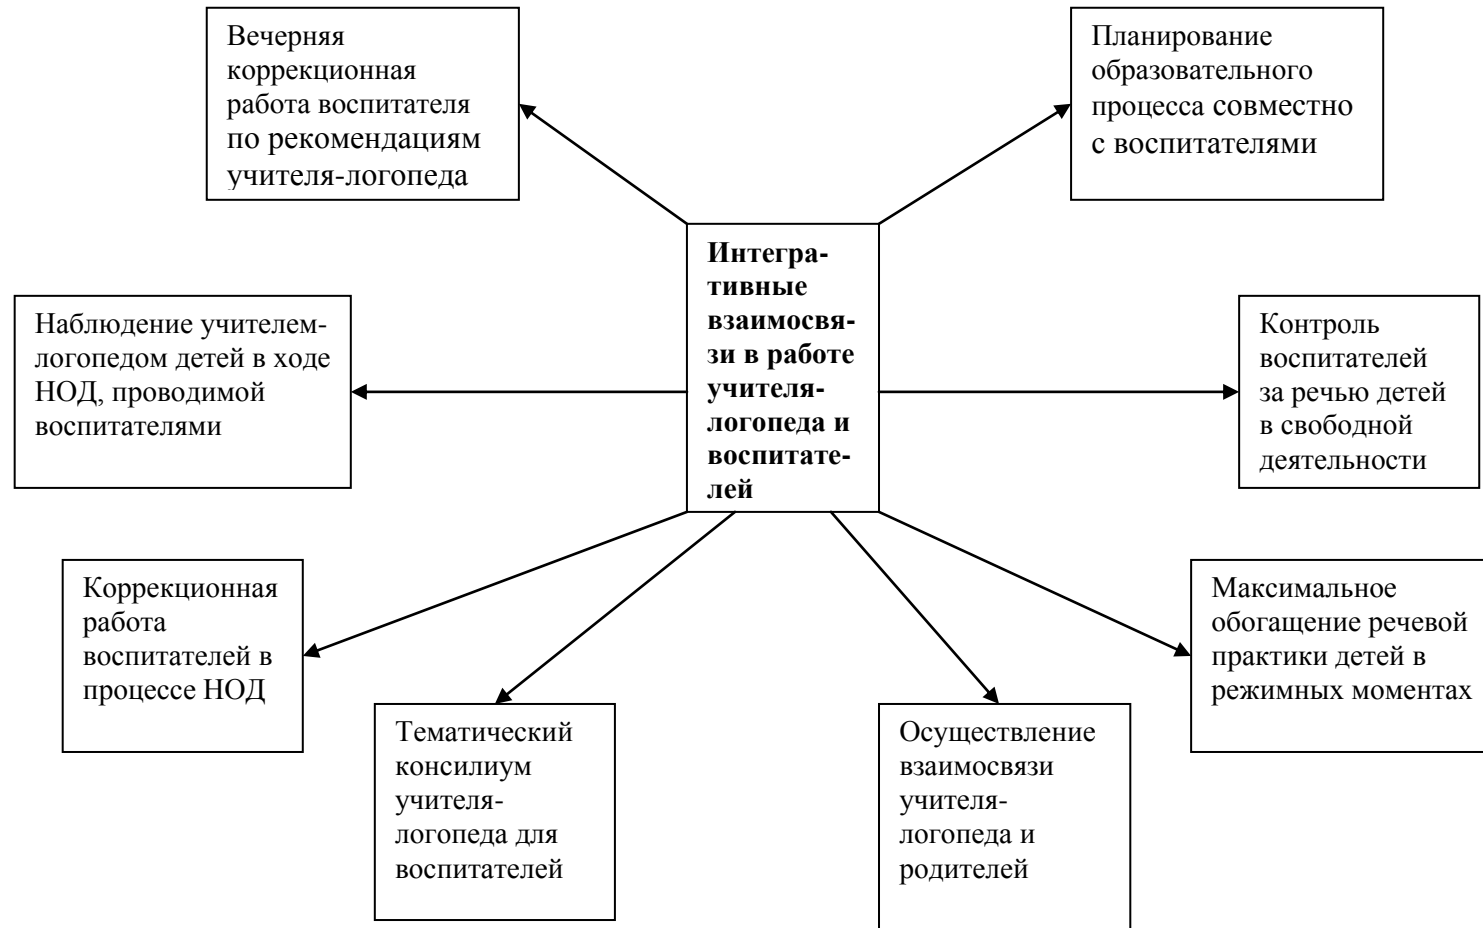 Вечерняя
коррекционная
работа воспитателя
по рекомендациям
учителя-логопеда
Планирование
образовательного
процесса совместно
с воспитателями
Интегра-
тивные
взаимосвя-
зи в работе
учителя-
логопеда и
воспитате-
лей
Наблюдение учителем-
логопедом детей в ходе
НОД, проводимой
воспитателями
Контроль
воспитателей
за речью детей
в свободной
деятельности
Коррекционная
работа
воспитателей в
процессе НОД
Тематический
консилиум
учителя-
логопеда для
воспитателей
Осуществление
взаимосвязи
учителя-
логопеда и
родителей
Максимальное
обогащение речевой
практики детей в
режимных моментах